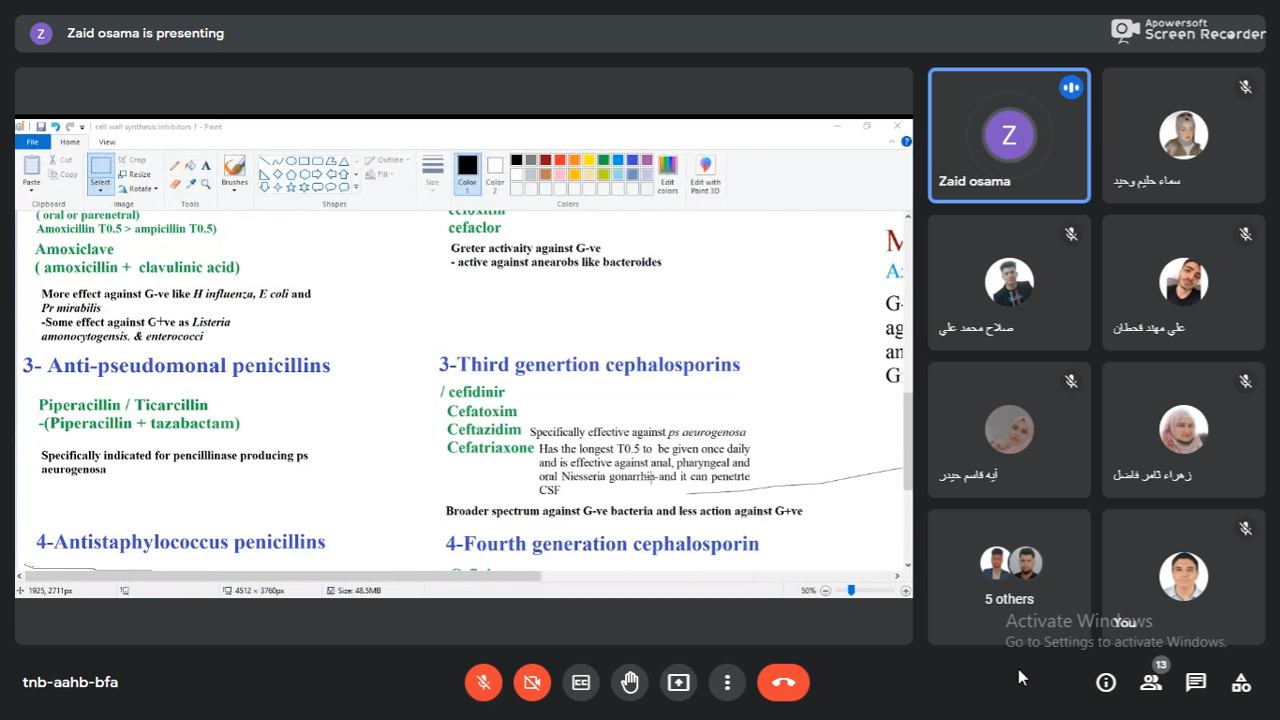 Z
Zaid osama is presenting
Apowersoft
Screen Recorder
cell wall synthesis inhibitors 1 - Paint
File
Home
View
Paste
Cut
Copy
Clipboard
Select
Crop
Resize
Rotate
Image
Tools
Brushes
Shapes
Outline
Fill
Size
Color 1
Color 2
Edit colors
Colors
Edit with Paint 3D
( oral or parenetral)
Amoxicillin T0.5 > ampicillin T0.5)
Amoxiclave
( amoxicillin + clavulinic acid)
More effect against G-ve like H influenza, E coli and
Pr mirabilis
-Some effect against G+ve as Listeria
amonocytogensis. & enterococci
3- Anti-pseudomonal penicillins
Piperacillin / Ticarcillin
-(Piperacillin + tazabactam)
Specifically indicated for pencilllinase producing ps
aeurogenosa
4-Antistaphylococcus penicillins
cefoxitin
cefaclor
Greter activaity against G-ve
- active against anearobs like bacteroides
3-Third genertion cephalosporins
/ cefidinir
Cefatoxim
Ceftazidim Specifically effective against ps aeurogenosa
Cefatriaxone Has the longest T0.5 to be given once daily
and is effective against anal, pharyngeal and
oral Niesseria gonarrhia-and it can penetrte
CSF
Broader spectrum against G-ve bacteria and less action against G+ve
4-Fourth generation cephalosporin
M
G-
ag
an
G
1925, 2711px
4512 × 3760px
Size: 48.5MB
50%
Z
Zaid osama
سماء حليم وحيد
صلاح محمد علي
علي مهند قحطان
آيه قاسم حيدر
زهراء ثامر فاضل
5 others
You
Activate Windows
Go to Settings to activate Windows.
tnb-aahb-bfa
13